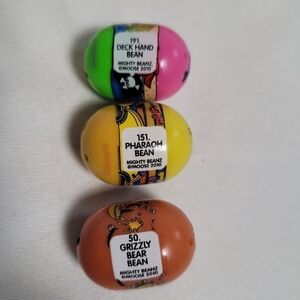 191.
DECK HAND
BEAN
MIGHTY BEANZ
©MOOSE 2010
151.
PHARAOH
BEAN
MIGHTY BEANZ
©MOOSE 2010
50.
GRIZZLY
BEAR
BEAN
MIGHTY BEANZ
©MOOSE 2010